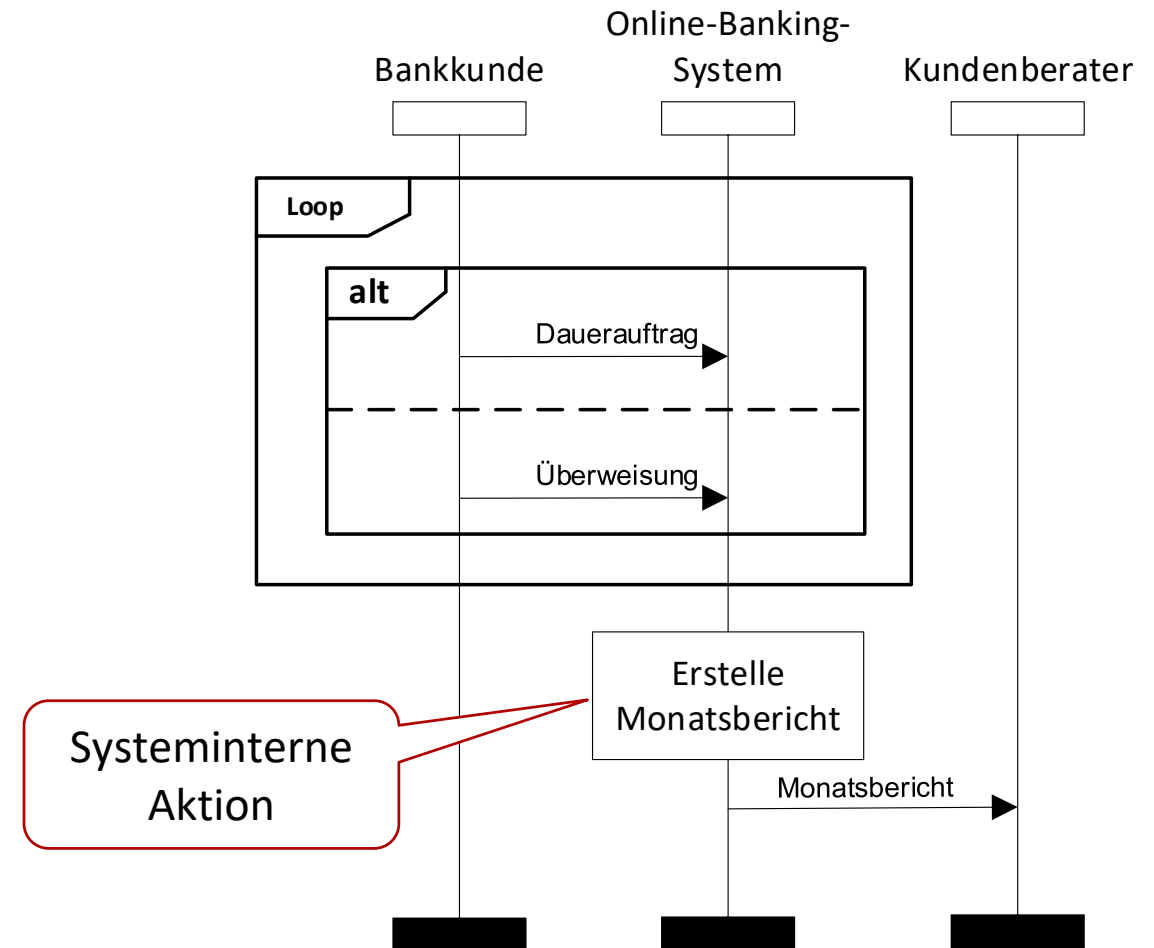 Online-Banking-
System
Bankkunde
Kundenberater
Loop
alt
Dauerauftrag
Überweisung
Erstelle
Monatsbericht
Systeminterne
Aktion
Monatsbericht